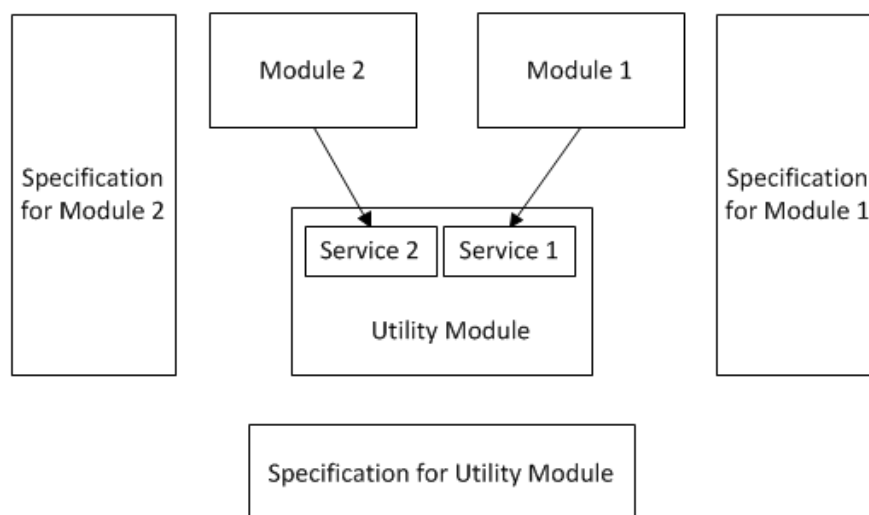 Module 2
Module 1
Specification
for Module 2
Specification
for Module 1
Service 2
Service 1
Utility Module
Specification for Utility Module